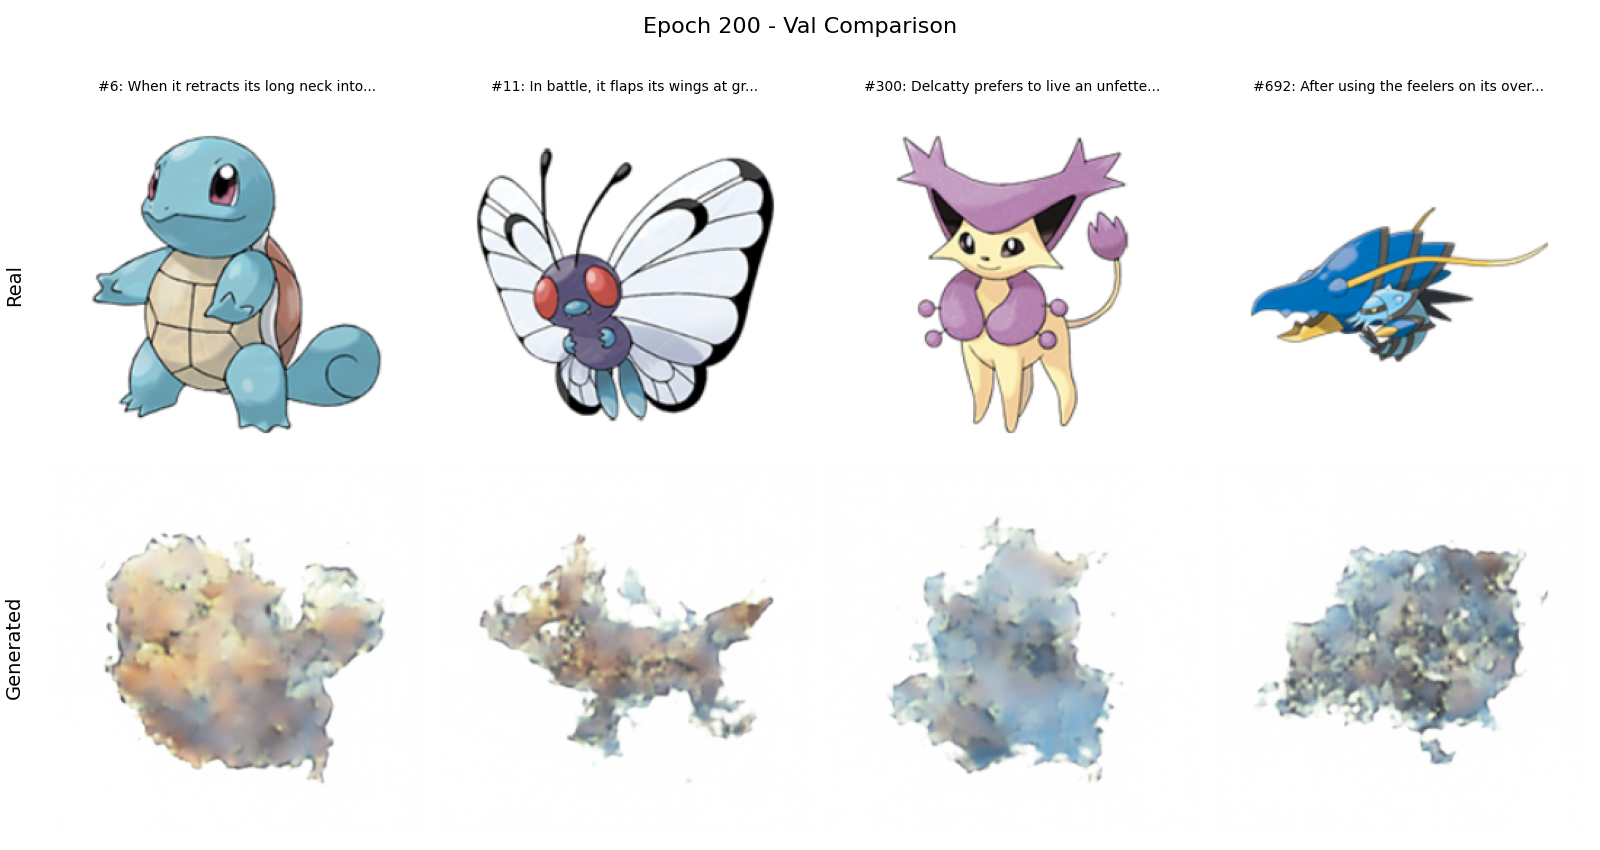 Epoch 200 - Val Comparison
#6: When it retracts its long neck into...
#11: In battle, it flaps its wings at gr...
#300: Delcatty prefers to live an unfette...
#692: After using the feelers on its over...
Real
Generated